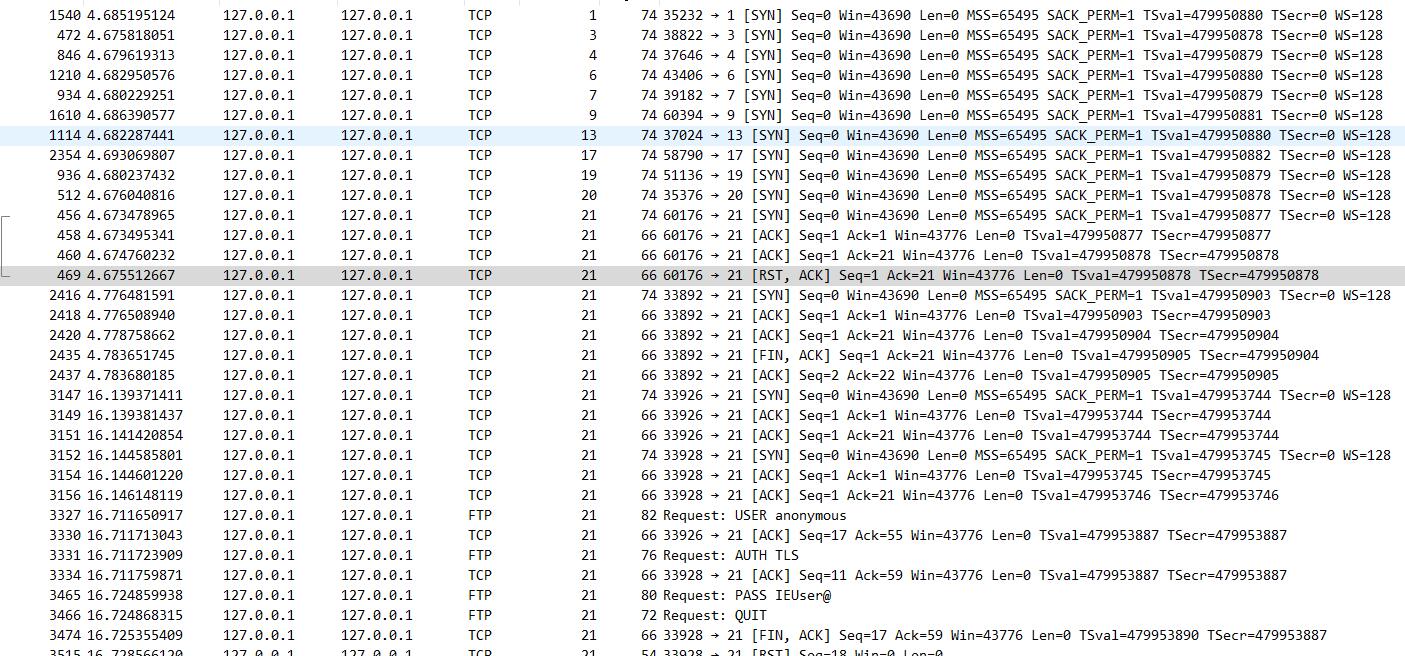 1540 4.685195124 127.0.0.1 127.0.0.1 TCP 1 74 35232 → 1 [SYN] Seq=0 Win=43690 Len=0 MSS=65495 SACK_PERM=1 TSval=479950880 TSecr=0 WS=128
472 4.675818051 127.0.0.1 127.0.0.1 TCP 3 74 38822 → 3 [SYN] Seq=0 Win=43690 Len=0 MSS=65495 SACK_PERM=1 TSval=479950878 TSecr=0 WS=128
846 4.679619313 127.0.0.1 127.0.0.1 TCP 4 74 37646 → 4 [SYN] Seq=0 Win=43690 Len=0 MSS=65495 SACK_PERM=1 TSval=479950879 TSecr=0 WS=128
1210 4.682950576 127.0.0.1 127.0.0.1 TCP 6 74 43406 → 6 [SYN] Seq=0 Win=43690 Len=0 MSS=65495 SACK_PERM=1 TSval=479950880 TSecr=0 WS=128
934 4.680229251 127.0.0.1 127.0.0.1 TCP 7 74 39182 → 7 [SYN] Seq=0 Win=43690 Len=0 MSS=65495 SACK_PERM=1 TSval=479950879 TSecr=0 WS=128
1610 4.686390577 127.0.0.1 127.0.0.1 TCP 9 74 60394 → 9 [SYN] Seq=0 Win=43690 Len=0 MSS=65495 SACK_PERM=1 TSval=479950881 TSecr=0 WS=128
1114 4.682287441 127.0.0.1 127.0.0.1 TCP 13 74 37024 → 13 [SYN] Seq=0 Win=43690 Len=0 MSS=65495 SACK_PERM=1 TSval=479950880 TSecr=0 WS=128
2354 4.693069807 127.0.0.1 127.0.0.1 TCP 17 74 58790 → 17 [SYN] Seq=0 Win=43690 Len=0 MSS=65495 SACK_PERM=1 TSval=479950882 TSecr=0 WS=128
936 4.680237432 127.0.0.1 127.0.0.1 TCP 19 74 51136 → 19 [SYN] Seq=0 Win=43690 Len=0 MSS=65495 SACK_PERM=1 TSval=479950879 TSecr=0 WS=128
512 4.676040816 127.0.0.1 127.0.0.1 TCP 20 74 35376 → 20 [SYN] Seq=0 Win=43690 Len=0 MSS=65495 SACK_PERM=1 TSval=479950878 TSecr=0 WS=128
456 4.673478965 127.0.0.1 127.0.0.1 TCP 21 74 60176 → 21 [SYN] Seq=0 Win=43690 Len=0 MSS=65495 SACK_PERM=1 TSval=479950877 TSecr=0 WS=128
458 4.673495341 127.0.0.1 127.0.0.1 TCP 21 66 60176 → 21 [ACK] Seq=1 Ack=1 Win=43776 Len=0 TSval=479950877 TSecr=479950877
460 4.674760232 127.0.0.1 127.0.0.1 TCP 21 66 60176 → 21 [ACK] Seq=1 Ack=21 Win=43776 Len=0 TSval=479950878 TSecr=479950878
469 4.675512667 127.0.0.1 127.0.0.1 TCP 21 66 60176 → 21 [RST, ACK] Seq=1 Ack=21 Win=43776 Len=0 TSval=479950878 TSecr=479950878
2416 4.776481591 127.0.0.1 127.0.0.1 TCP 21 74 33892 → 21 [SYN] Seq=0 Win=43690 Len=0 MSS=65495 SACK_PERM=1 TSval=479950903 TSecr=0 WS=128
2418 4.776508940 127.0.0.1 127.0.0.1 TCP 21 66 33892 → 21 [ACK] Seq=1 Ack=1 Win=43776 Len=0 TSval=479950903 TSecr=479950903
2420 4.778758662 127.0.0.1 127.0.0.1 TCP 21 66 33892 → 21 [ACK] Seq=1 Ack=21 Win=43776 Len=0 TSval=479950904 TSecr=479950904
2435 4.783651745 127.0.0.1 127.0.0.1 TCP 21 66 33892 → 21 [FIN, ACK] Seq=1 Ack=21 Win=43776 Len=0 TSval=479950905 TSecr=479950904
2437 4.783680185 127.0.0.1 127.0.0.1 TCP 21 66 33892 → 21 [ACK] Seq=2 Ack=22 Win=43776 Len=0 TSval=479950905 TSecr=479950905
3147 16.139371411 127.0.0.1 127.0.0.1 TCP 21 74 33926 → 21 [SYN] Seq=0 Win=43690 Len=0 MSS=65495 SACK_PERM=1 TSval=479953744 TSecr=0 WS=128
3149 16.139381437 127.0.0.1 127.0.0.1 TCP 21 66 33926 → 21 [ACK] Seq=1 Ack=1 Win=43776 Len=0 TSval=479953744 TSecr=479953744
3151 16.141420854 127.0.0.1 127.0.0.1 TCP 21 66 33926 → 21 [ACK] Seq=1 Ack=21 Win=43776 Len=0 TSval=479953744 TSecr=479953744
3152 16.144585801 127.0.0.1 127.0.0.1 TCP 21 74 33928 → 21 [SYN] Seq=0 Win=43690 Len=0 MSS=65495 SACK_PERM=1 TSval=479953745 TSecr=0 WS=128
3154 16.144601220 127.0.0.1 127.0.0.1 TCP 21 66 33928 → 21 [ACK] Seq=1 Ack=1 Win=43776 Len=0 TSval=479953745 TSecr=479953745
3156 16.146148119 127.0.0.1 127.0.0.1 TCP 21 66 33928 → 21 [ACK] Seq=1 Ack=21 Win=43776 Len=0 TSval=479953746 TSecr=479953746
3327 16.711650917 127.0.0.1 127.0.0.1 FTP 21 82 Request: USER anonymous
3330 16.711713043 127.0.0.1 127.0.0.1 TCP 21 66 33926 → 21 [ACK] Seq=17 Ack=55 Win=43776 Len=0 TSval=479953887 TSecr=479953887
3331 16.711723909 127.0.0.1 127.0.0.1 FTP 21 76 Request: AUTH TLS
3334 16.711759871 127.0.0.1 127.0.0.1 TCP 21 66 33928 → 21 [ACK] Seq=11 Ack=59 Win=43776 Len=0 TSval=479953887 TSecr=479953887
3465 16.724859938 127.0.0.1 127.0.0.1 FTP 21 80 Request: PASS IEUser@
3466 16.724868315 127.0.0.1 127.0.0.1 FTP 21 72 Request: QUIT
3474 16.725355409 127.0.0.1 127.0.0.1 TCP 21 66 33928 → 21 [FIN, ACK] Seq=17 Ack=59 Win=43776 Len=0 TSval=479953890 TSecr=479953887
3515 16.728566120 127.0.0.1 127.0.0.1 TCP 21 54 33928 → 21 [RST] Seq=18 Win=0 Len=0